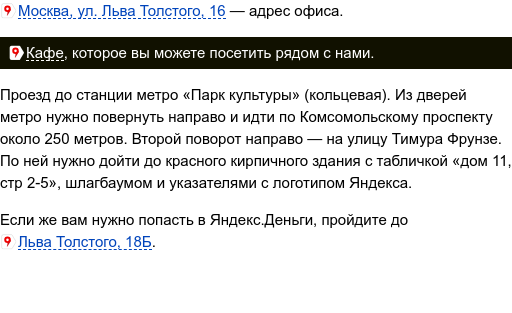 Москва, ул. Льва Толстого, 16 — адрес офиса.
Кафе, которое вы можете посетить рядом с нами.
Проезд до станции метро «Парк культуры» (кольцевая). Из дверей
метро нужно повернуть направо и идти по Комсомольскому проспекту
около 250 метров. Второй поворот направо — на улицу Тимура Фрунзе.
По ней нужно дойти до красного кирпичного здания с табличкой «дом 11,
стр 2-5», шлагбаумом и указателями с логотипом Яндекса.
Если же вам нужно попасть в Яндекс.Деньги, пройдите до
Льва Толстого, 18Б.